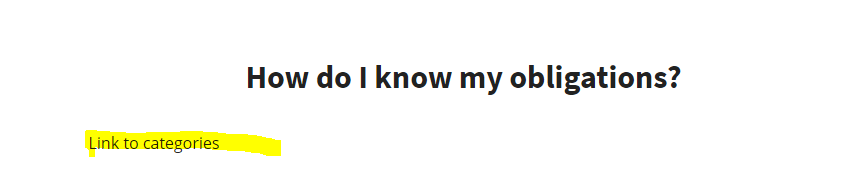 How do I know my obligations?
Link to categories